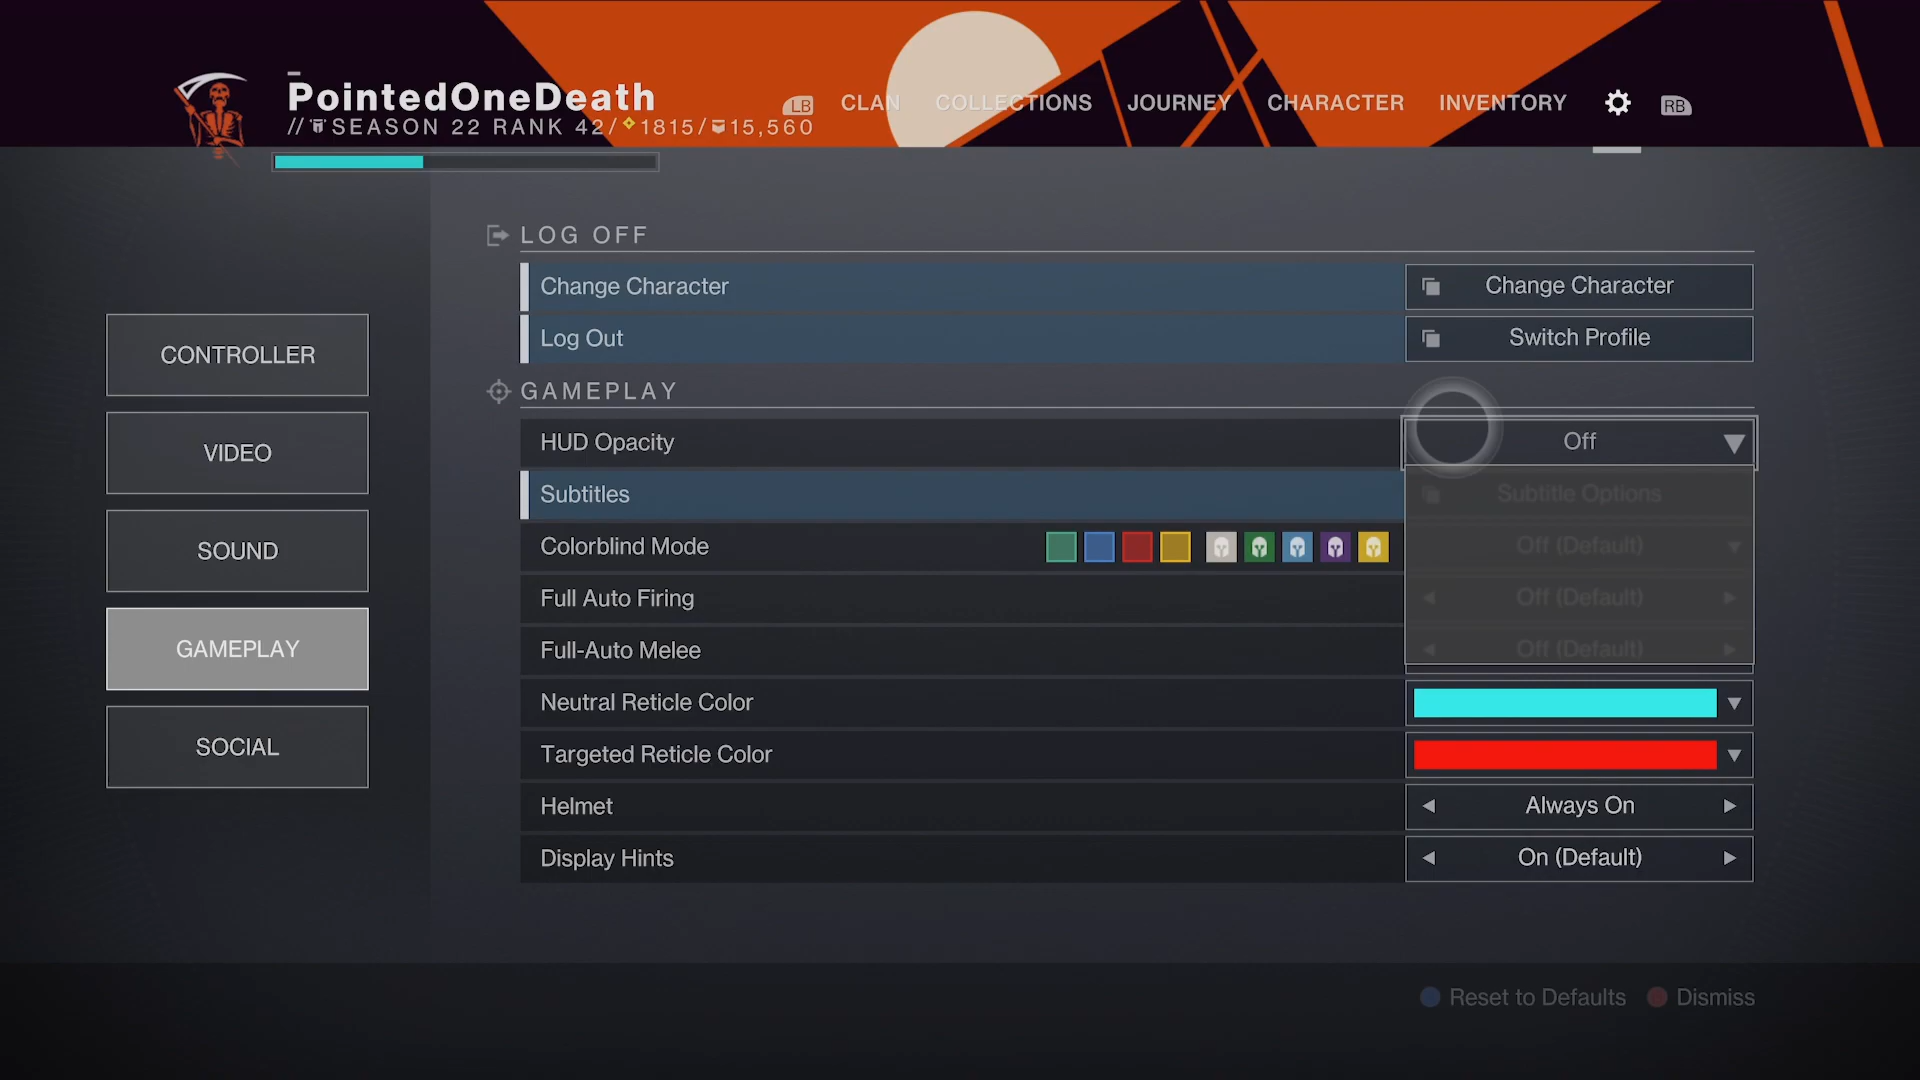 PointedOneDeath
// SEASON 22 RANK 42/ 1815/ 15,560
LB CLAN COLLECTIONS JOURNEY CHARACTER INVENTORY RB
CONTROLLER
VIDEO
SOUND
GAMEPLAY
SOCIAL
LOG OFF
Change Character Change Character
Log Out Switch Profile
GAMEPLAY
HUD Opacity Off
Subtitles Subtitle Options
Colorblind Mode Off (Default)
Full Auto Firing Off (Default)
Full-Auto Melee Off (Default)
Neutral Reticle Color
Targeted Reticle Color
Helmet Always On
Display Hints On (Default)
Reset to Defaults Dismiss